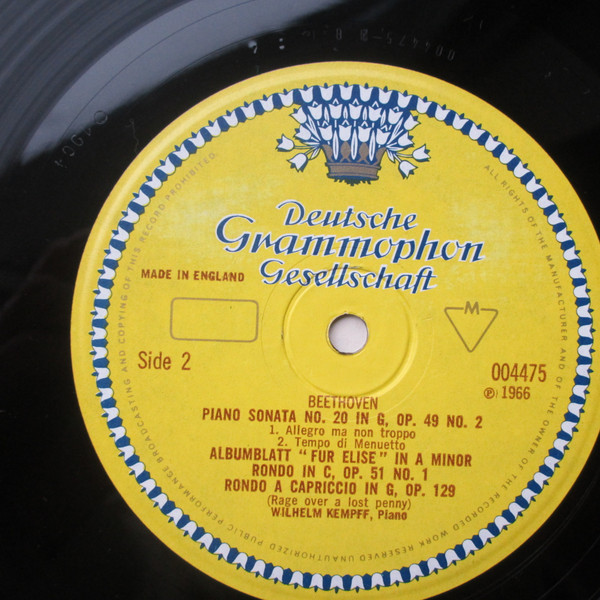 004475
Deutsche
Grammophon
Gesellschaft
MADE IN ENGLAND
M
Side 2
004475
Ⓟ 1966
BEETHOVEN
PIANO SONATA NO. 20 IN G, OP. 49 NO. 2
1. Allegro ma non troppo
2. Tempo di Menuetto
ALBUMBLATT "FUR ELISE" IN A MINOR
RONDO IN C, OP. 51 NO. 1
RONDO A CAPRICCIO IN G, OP. 129
(Rage over a lost penny)
WILHELM KEMPFF, Piano
ALL RIGHTS OF THE MANUFACTURER AND OF THE OWNER OF THE RECORDED WORK RESERVED UNAUTHORIZED PUBLIC PERFORMANCE BROADCASTING AND COPYING OF THIS RECORD PROHIBITED.